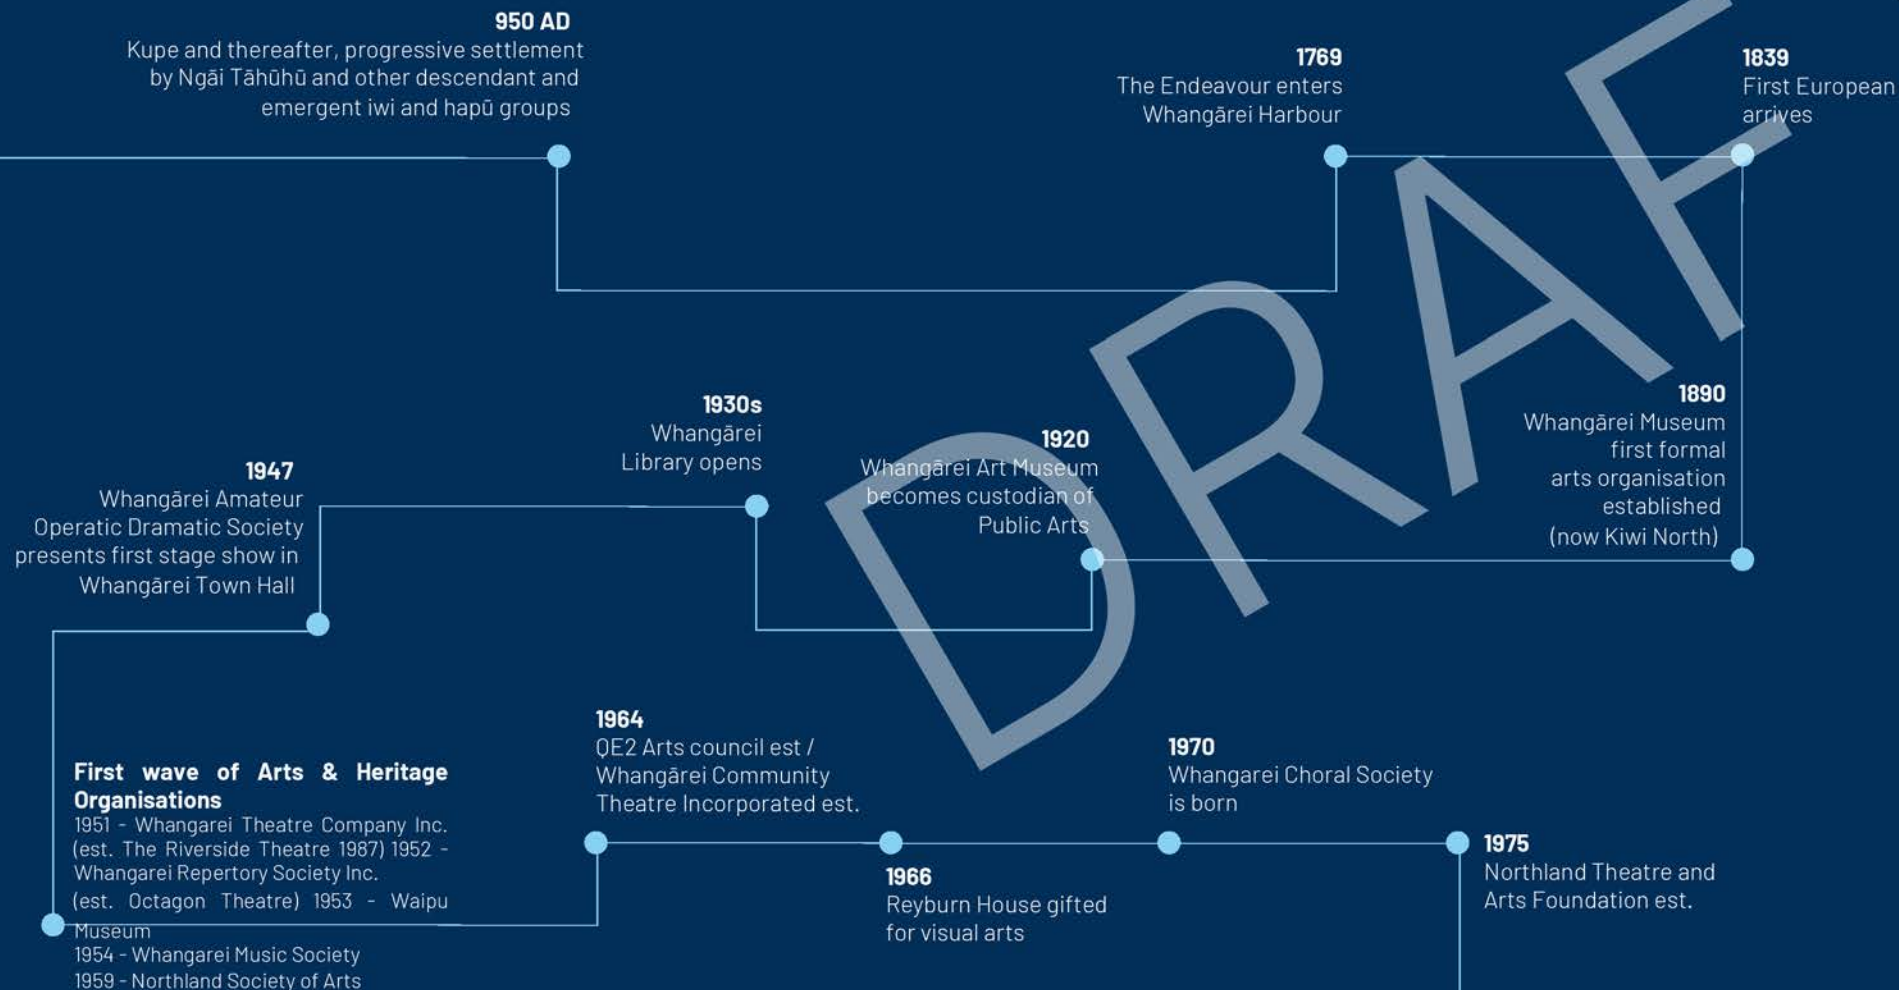 950 AD
Kupe and thereafter, progressive settlement
by Ngāi Tāhūhū and other descendant and
emergent iwi and hapū groups
1769
The Endeavour enters
Whangārei Harbour
1839
First European
arrives
1890
Whangārei Museum
first formal
arts organisation
established
(now Kiwi North)
1920
Whangārei Art Museum
becomes custodian of
Public Arts
1930s
Whangārei
Library opens
1947
Whangārei Amateur
Operatic Dramatic Society
presents first stage show in
Whangārei Town Hall
First wave of Arts & Heritage
Organisations
1951 - Whangarei Theatre Company Inc.
(est. The Riverside Theatre 1987) 1952 -
Whangarei Repertory Society Inc.
(est. Octagon Theatre) 1953 - Waipu
Museum
1954 - Whangarei Music Society
1959 - Northland Society of Arts
1964
QE2 Arts council est /
Whangārei Community
Theatre Incorporated est.
1966
Reyburn House gifted
for visual arts
1970
Whangarei Choral Society
is born
1975
Northland Theatre and
Arts Foundation est.
DRAF